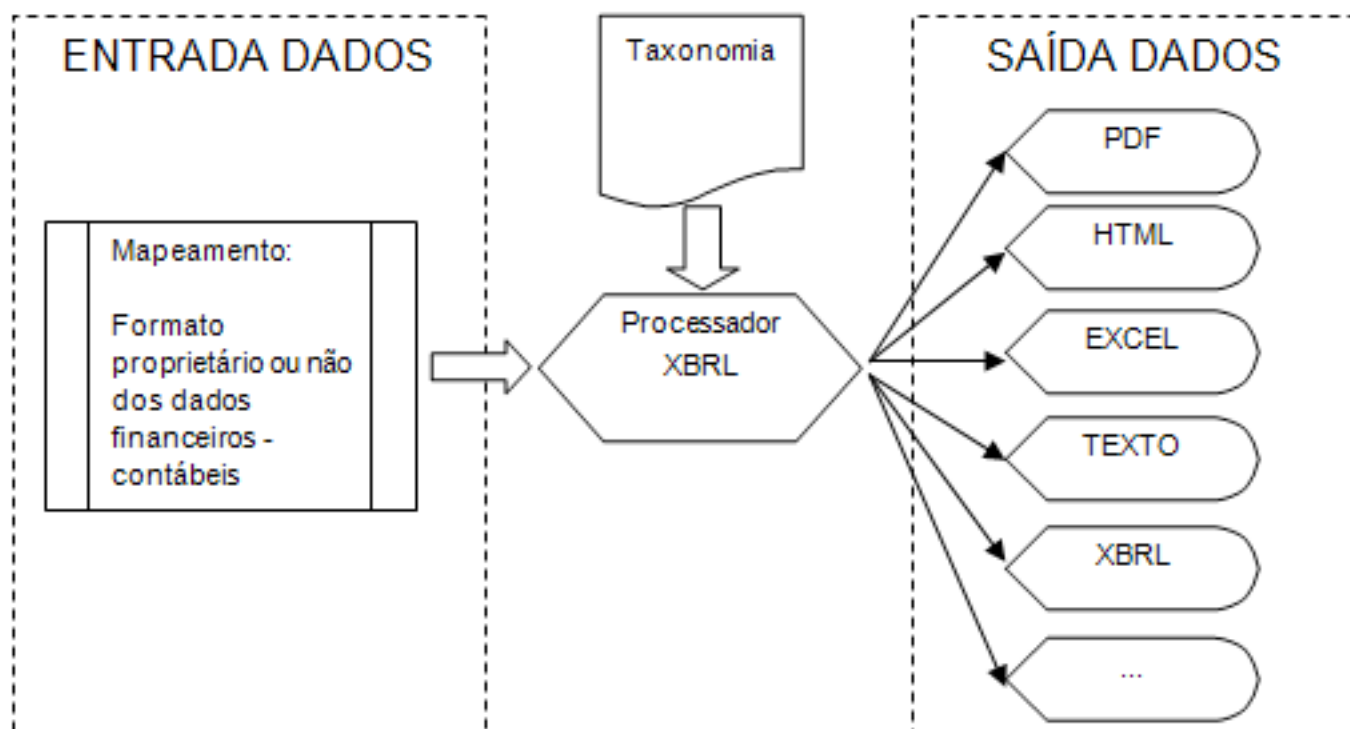 ENTRADA DADOS
Mapeamento:
Formato
proprietário ou não
dos dados
financeiros -
contábeis
Taxonomia
Processador
XBRL
SAÍDA DADOS
PDF
HTML
EXCEL
TEXTO
XBRL
...